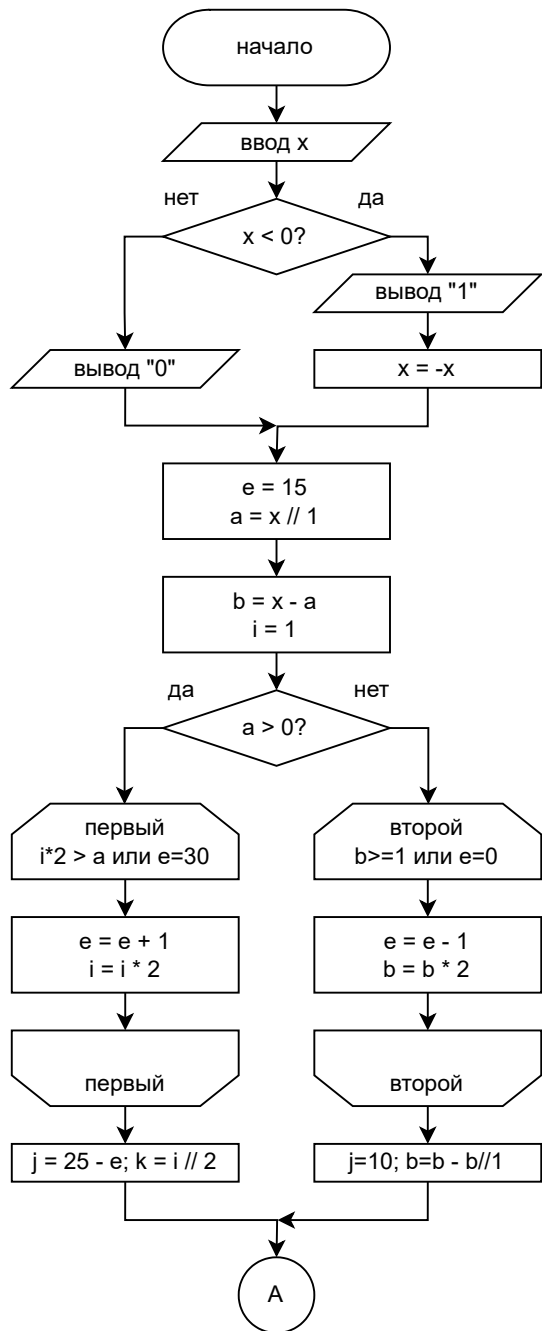 начало
ввод x
нет
да
x < 0?
вывод "1"
вывод "0"
x = -x
e = 15
a = x // 1
b = x - a
i = 1
да
нет
a > 0?
первый
i*2 > a или e=30
второй
b>=1 или e=0
e = e + 1
i = i * 2
e = e - 1
b = b * 2
первый
второй
j = 25 - e; k = i // 2
j=10; b=b - b//1
A